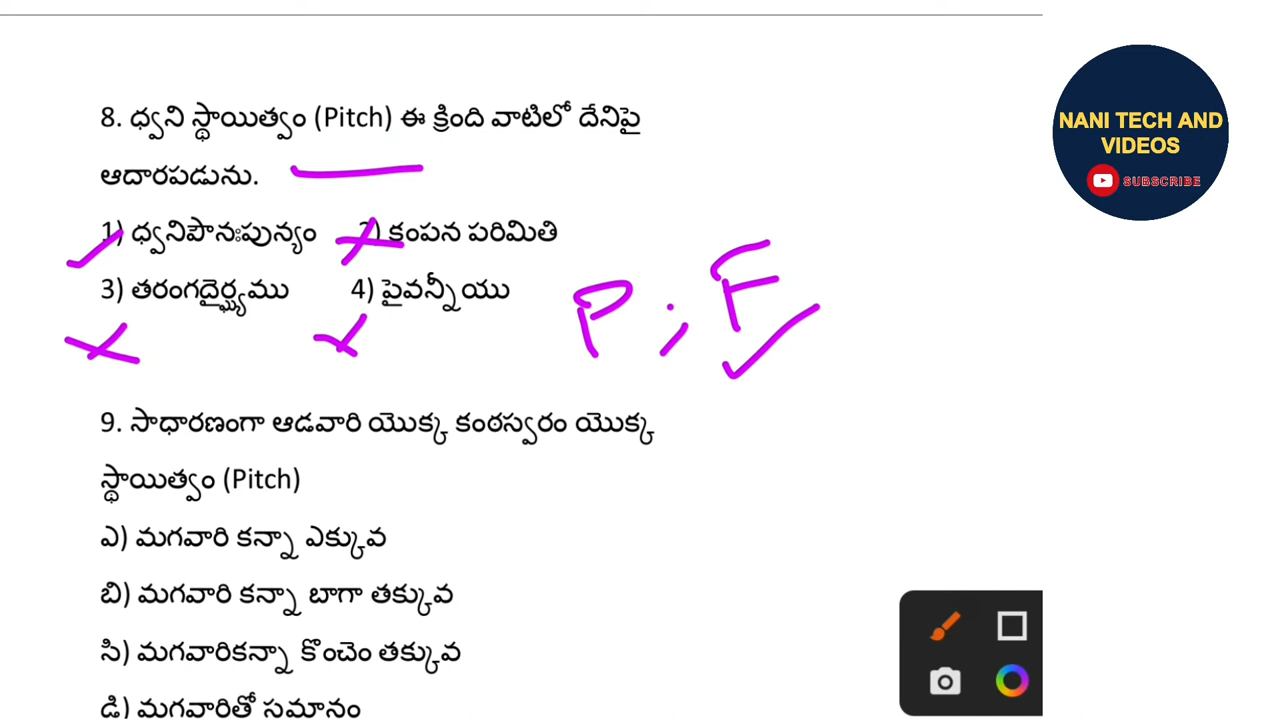 8. ధ్వని స్థాయిత్వం (Pitch) ఈ క్రింది వాటిలో దేనిపై
ఆదారపడును.
1) ధ్వనిపౌనఃపున్యం 2) కంపన పరిమితి
3) తరంగదైర్ఘ్యము 4) పైవన్నీయు
P ; F
9. సాధారణంగా ఆడవారి యొక్క కంఠస్వరం యొక్క
స్థాయిత్వం (Pitch)
ఎ) మగవారి కన్నా ఎక్కువ
బి) మగవారి కన్నా బాగా తక్కువ
సి) మగవారికన్నా కొంచెం తక్కువ
డి) మగవారితో సమానం
NANI TECH AND
VIDEOS
SUBSCRIBE